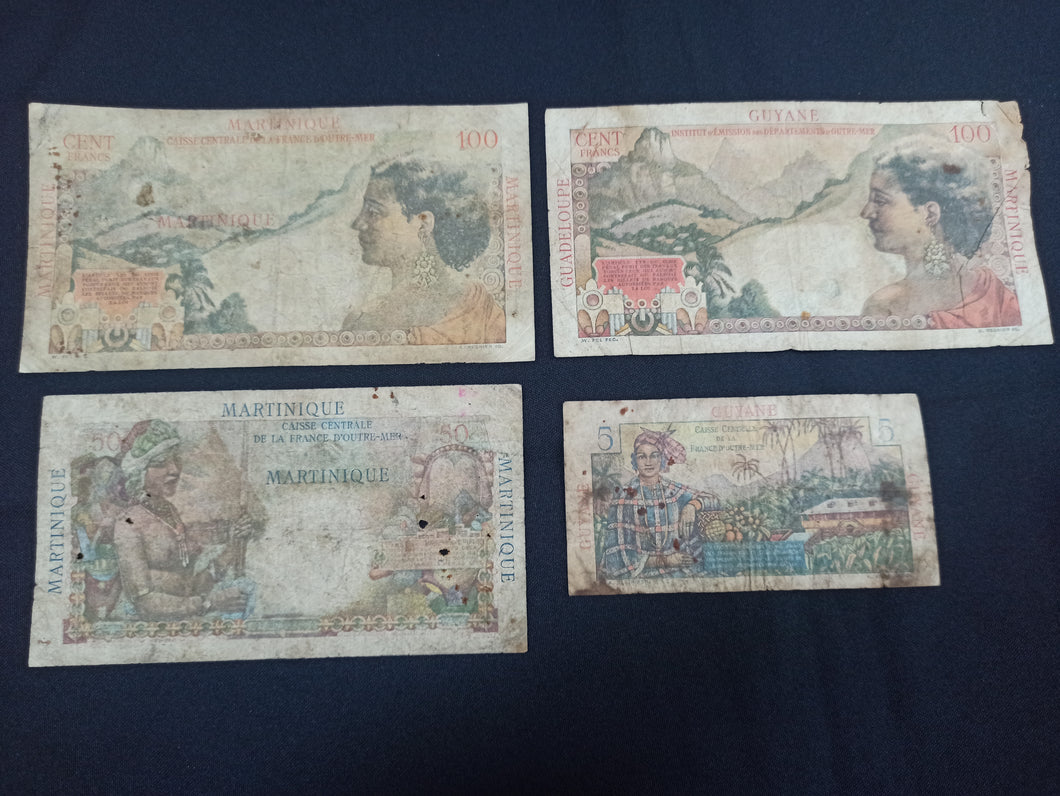 MARTINIQUE
CAISSE CENTRALE DE LA FRANCE D'OUTRE-MER
CENT
FRANCS
100
MARTINIQUE
MARTINIQUE
MARTINIQUE
GUYANE
INSTITUT D'ÉMISSION DES DÉPARTEMENTS D'OUTRE-MER
CENT
FRANCS
100
GUADELOUPE
MARTINIQUE
W. FEL FEC.
MARTINIQUE
50
CAISSE CENTRALE
DE LA FRANCE D'OUTRE-MER
50
MARTINIQUE
MARTINIQUE
MARTINIQUE
GUYANE
5
CAISSE CENTRALE
DE LA
FRANCE D'OUTRE-MER
5
GUYANE
GUYANE